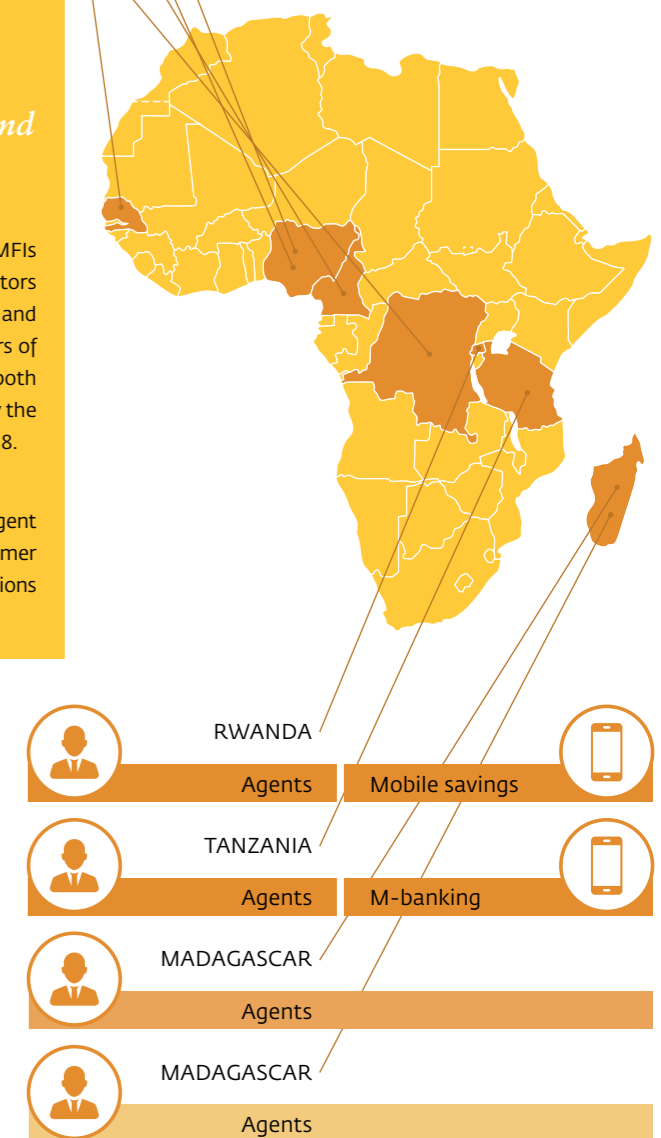 nd
MFIs
tors
and
rs of
both
the
8.
gent
mer
ions
RWANDA
Agents
Mobile savings
TANZANIA
Agents
M-banking
MADAGASCAR
Agents
MADAGASCAR
Agents